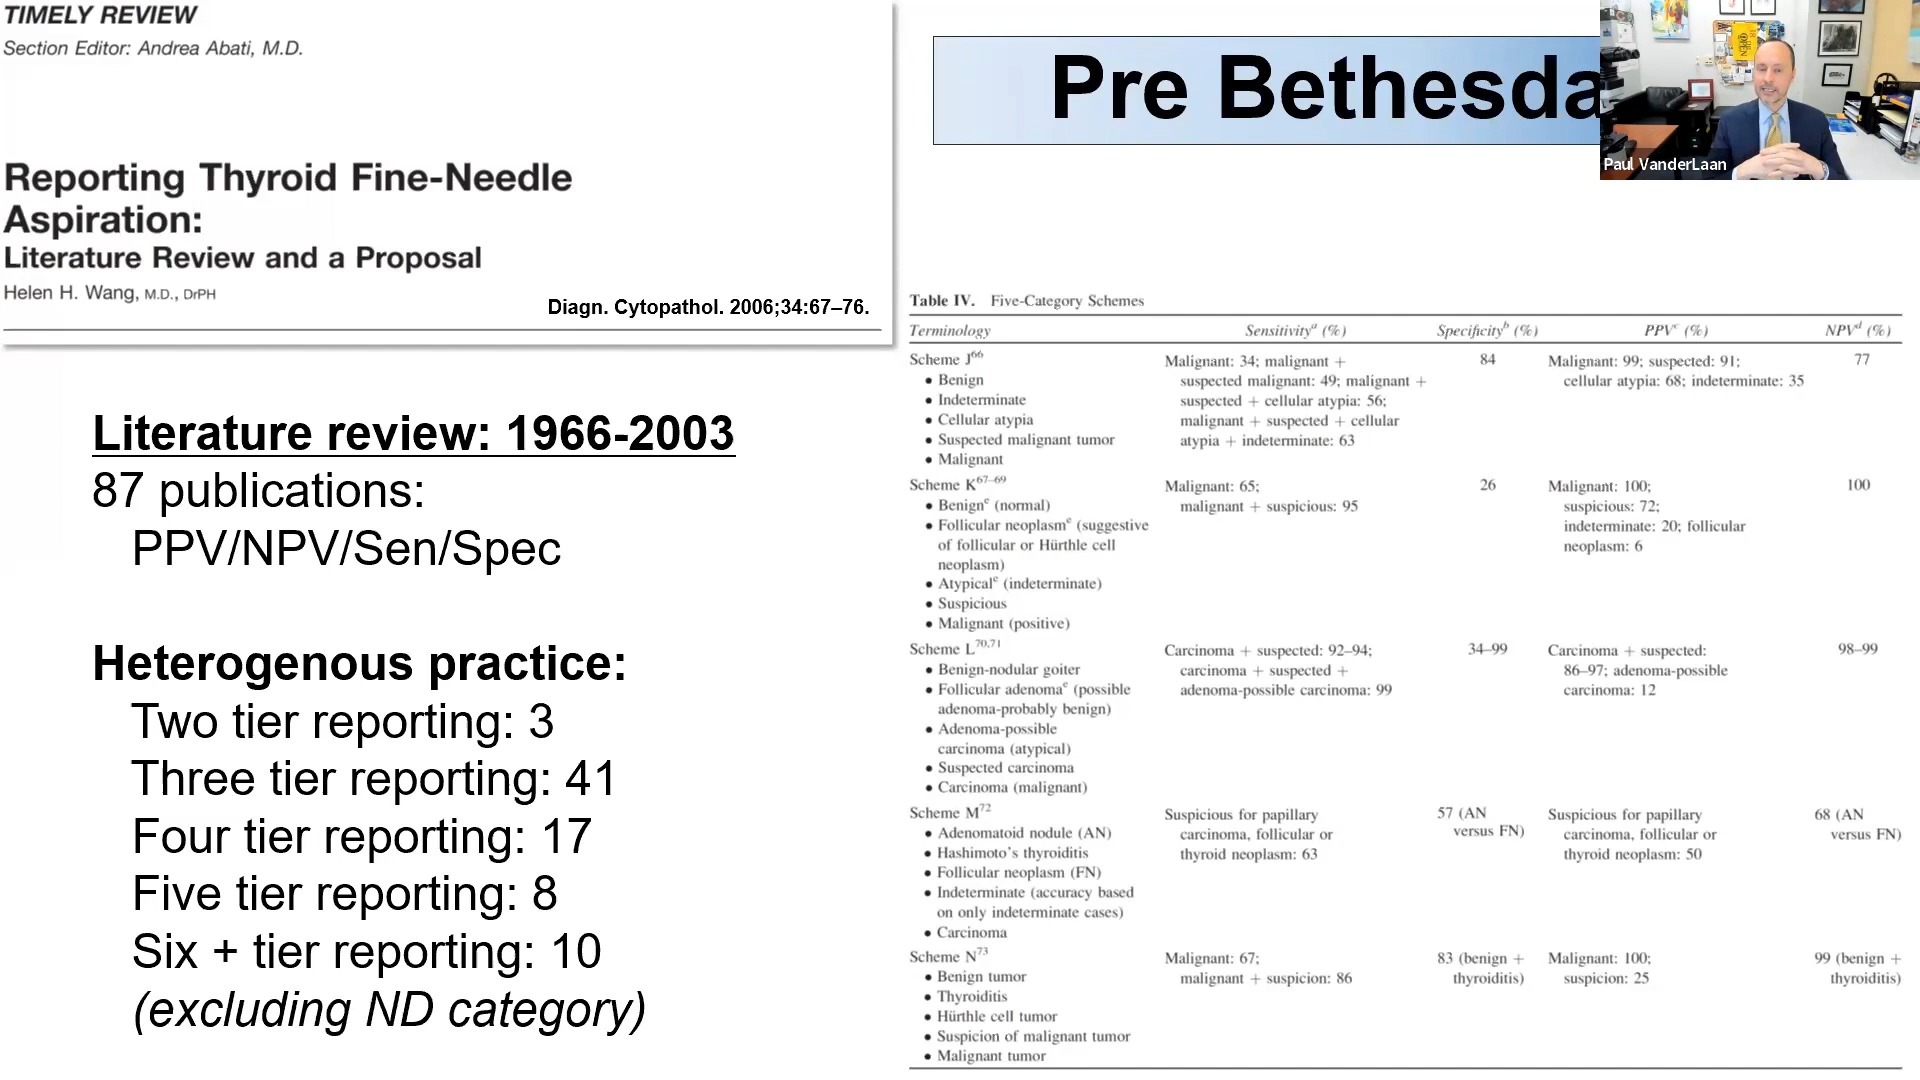 TIMELY REVIEW
Section Editor: Andrea Abati, M.D.
Reporting Thyroid Fine-Needle
Aspiration:
Literature Review and a Proposal
Helen H. Wang, M.D., DrPH
Diagn. Cytopathol. 2006;34:67–76.
Literature review: 1966-2003
87 publications:
PPV/NPV/Sen/Spec
Heterogenous practice:
Two tier reporting: 3
Three tier reporting: 41
Four tier reporting: 17
Five tier reporting: 8
Six + tier reporting: 10
(excluding ND category)
Pre Bethesda
Paul VanderLaan
Table IV. Five-Category Schemes
Terminology Sensitivityᵃ (%) Specificityᵇ (%) PPVᶜ (%) NPVᵈ (%)
Scheme J⁶⁶ Malignant: 34; malignant + 84 Malignant: 99; suspected: 91; 77
• Benign suspected malignant: 49; malignant + cellular atypia: 68; indeterminate: 35
• Indeterminate suspected + cellular atypia: 56;
• Cellular atypia malignant + suspected + cellular
• Suspected malignant tumor atypia + indeterminate: 63
• Malignant
Scheme K⁶⁷⁻⁶⁹ Malignant: 65; 26 Malignant: 100; 100
• Benignᵉ (normal) malignant + suspicious: 95 suspicious: 72;
• Follicular neoplasmᵉ (suggestive indeterminate: 20; follicular
of follicular or Hürthle cell neoplasm: 6
neoplasm)
• Atypicalᵉ (indeterminate)
• Suspicious
• Malignant (positive)
Scheme L⁷⁰,⁷¹ Carcinoma + suspected: 92–94; 34–99 Carcinoma + suspected: 98–99
• Benign-nodular goiter carcinoma + suspected + 86–97; adenoma-possible
• Follicular adenomaᵉ (possible adenoma-possible carcinoma: 99 carcinoma: 12
adenoma-probably benign)
• Adenoma-possible
carcinoma (atypical)
• Suspected carcinoma
• Carcinoma (malignant)
Scheme M⁷² Suspicious for papillary 57 (AN Suspicious for papillary 68 (AN
• Adenomatoid nodule (AN) carcinoma, follicular or versus FN) carcinoma, follicular or versus FN)
• Hashimoto's thyroiditis thyroid neoplasm: 63 thyroid neoplasm: 50
• Follicular neoplasm (FN)
• Indeterminate (accuracy based
on only indeterminate cases)
• Carcinoma
Scheme N⁷³ Malignant: 67; 83 (benign + Malignant: 100; 99 (benign +
• Benign tumor malignant + suspicion: 86 thyroiditis) suspicion: 25 thyroiditis)
• Thyroiditis
• Hürthle cell tumor
• Suspicion of malignant tumor
• Malignant tumor